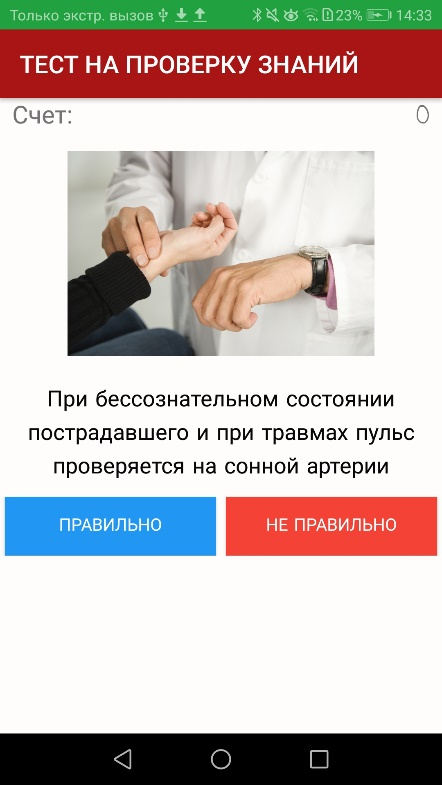 Только экстр. вызов 23% 14:33
ТЕСТ НА ПРОВЕРКУ ЗНАНИЙ
Счет: 0
При бессознательном состоянии
пострадавшего и при травмах пульс
проверяется на сонной артерии
ПРАВИЛЬНО НЕ ПРАВИЛЬНО